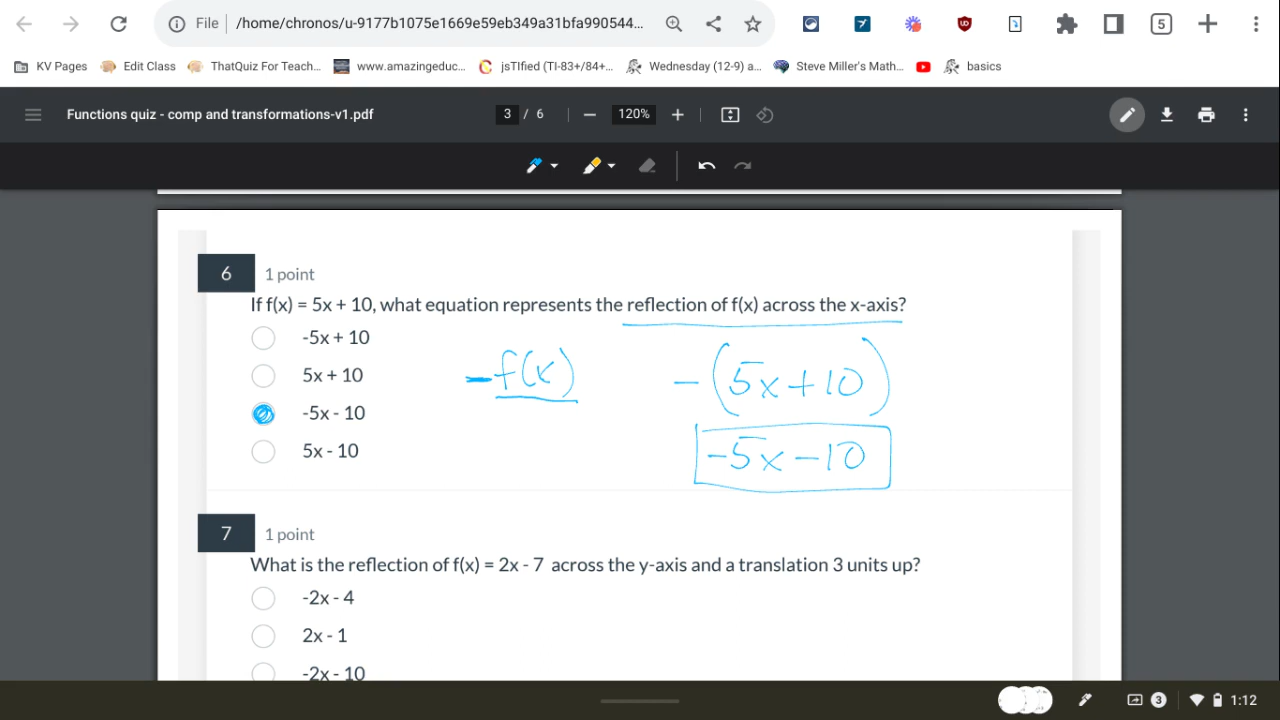 File /home/chronos/u-9177b1075e1669e59eb349a31bfa990544... 5
KV Pages Edit Class ThatQuiz For Teach... www.amazingeduc... jsTIfied (TI-83+/84+... Wednesday (12-9) a... Steve Miller's Math... basics
Functions quiz - comp and transformations-v1.pdf 3 / 6 120%
6 1 point
If f(x) = 5x + 10, what equation represents the reflection of f(x) across the x-axis?
-5x + 10
5x + 10
-5x - 10
5x - 10
-f(x)
-(5x+10)
-5x-10
7 1 point
What is the reflection of f(x) = 2x - 7 across the y-axis and a translation 3 units up?
-2x - 4
2x - 1
-2x - 10
3 1:12